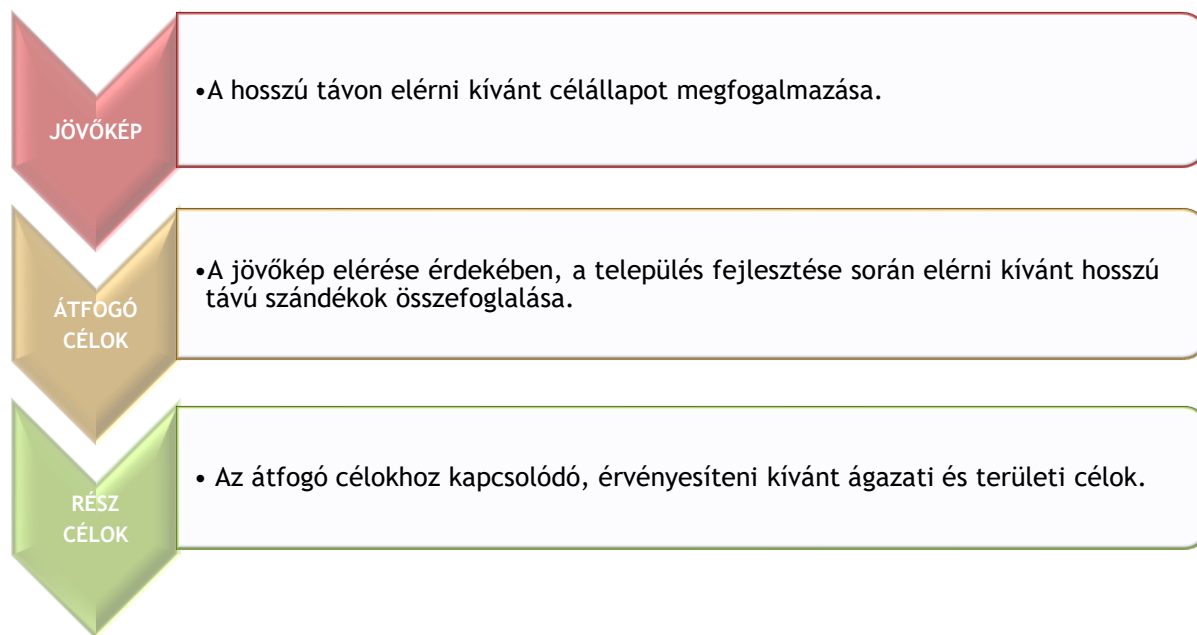 JÖVŐKÉP
•A hosszú távon elérni kívánt célállapot megfogalmazása.
ÁTFOGÓ
CÉLOK
•A jövőkép elérése érdekében, a település fejlesztése során elérni kívánt hosszú
távú szándékok összefoglalása.
RÉSZ
CÉLOK
• Az átfogó célokhoz kapcsolódó, érvényesíteni kívánt ágazati és területi célok.